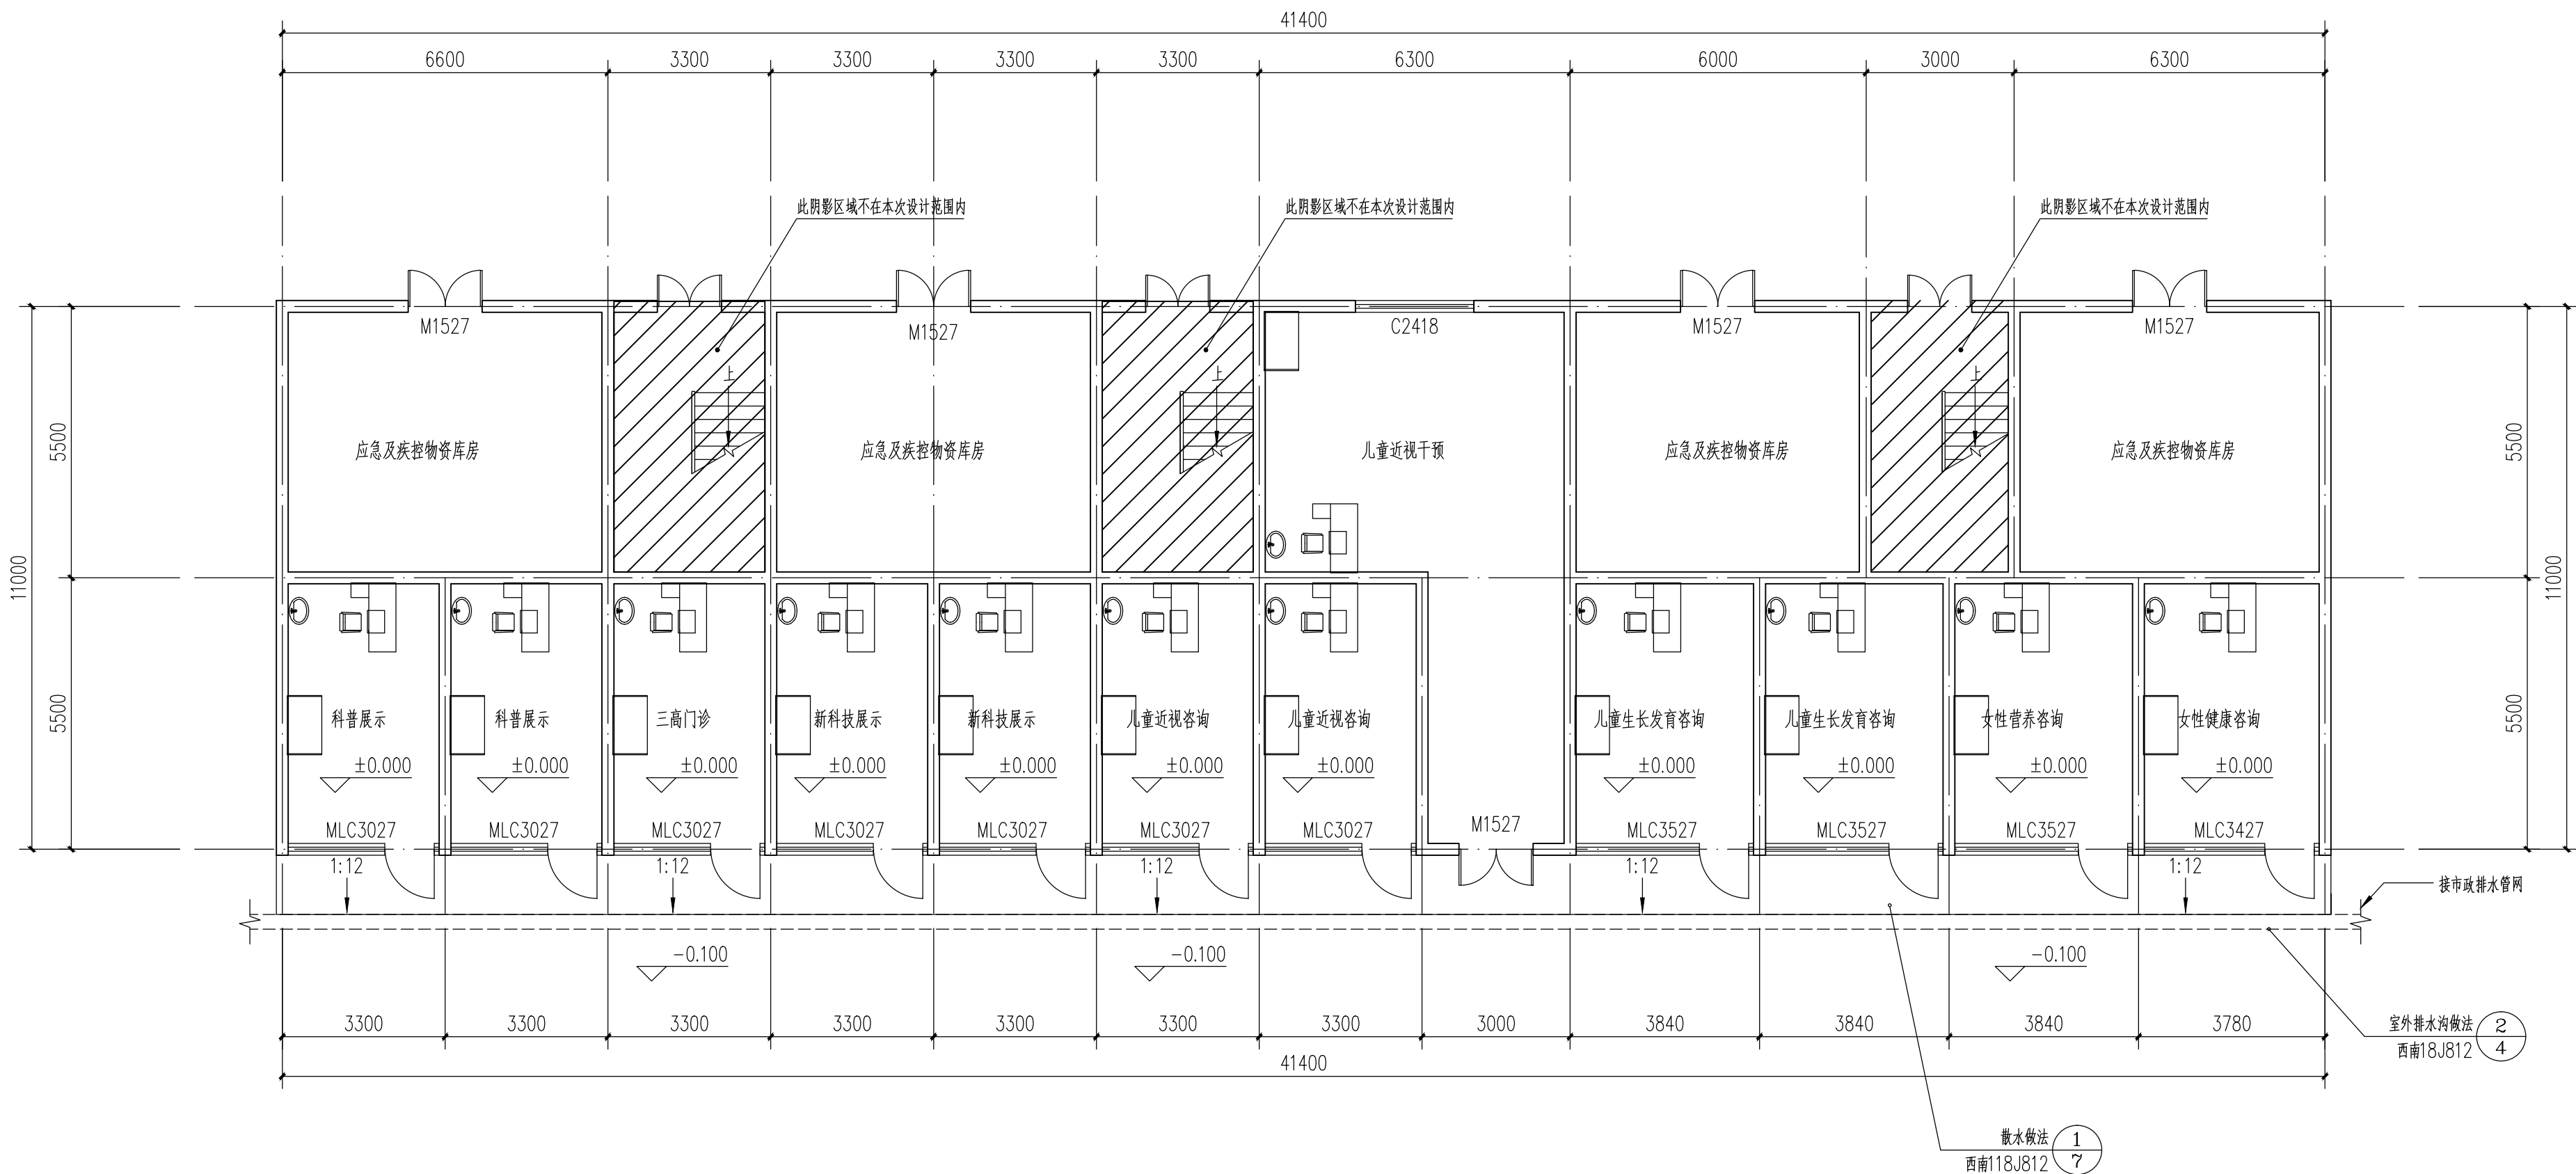 41400
6600 3300 3300 3300 3300 6300 6000 3000 6300
此阴影区域不在本次设计范围内 此阴影区域不在本次设计范围内 此阴影区域不在本次设计范围内
M1527 M1527 C2418 M1527 M1527
上 上 上
5500 应急及疾控物资库房 应急及疾控物资库房 儿童近视干预 应急及疾控物资库房 应急及疾控物资库房 5500
11000 11000
5500 科普展示 科普展示 三高门诊 新科技展示 新科技展示 儿童近视咨询 儿童近视咨询 儿童生长发育咨询 儿童生长发育咨询 女性营养咨询 女性健康咨询 5500
±0.000 ±0.000 ±0.000 ±0.000 ±0.000 ±0.000 ±0.000 ±0.000 ±0.000 ±0.000 ±0.000
MLC3027 MLC3027 MLC3027 MLC3027 MLC3027 MLC3027 MLC3027 M1527 MLC3527 MLC3527 MLC3527 MLC3427
1:12 1:12 1:12 1:12 1:12
接市政排水管网
-0.100 -0.100 -0.100
3300 3300 3300 3300 3300 3300 3300 3000 3840 3840 3840 3780
室外排水沟做法 2
西南18J812 4
41400
散水做法 1
西南118J812 7